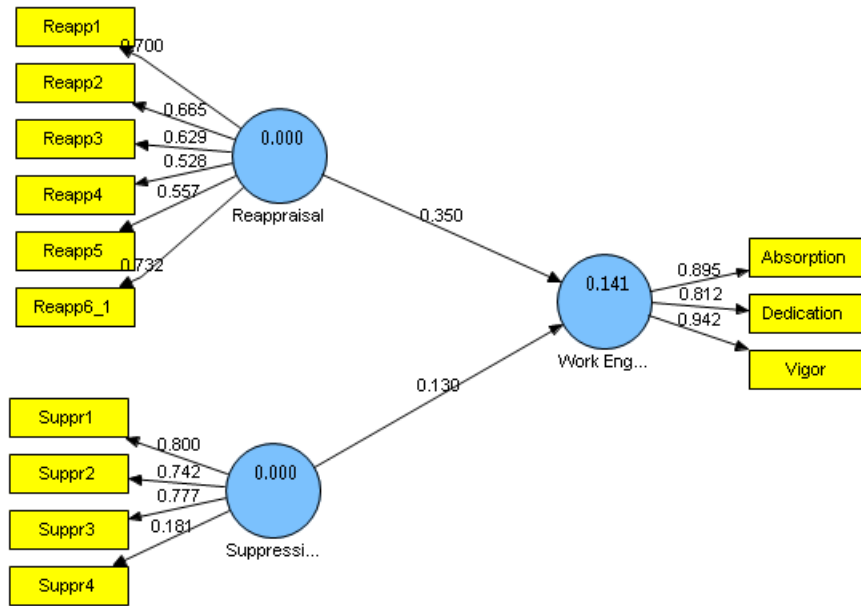 Reapp1
0.700
Reapp2
0.665
Reapp3
0.629
0.528
Reapp4
0.557
Reapp5
0.732
Reapp6_1
0.000
Reappraisal
0.350
0.141
Work Eng...
0.895
Absorption
0.812
Dedication
0.942
Vigor
0.130
Suppr1
0.800
Suppr2
0.742
0.777
Suppr3
0.181
Suppr4
0.000
Suppressi...